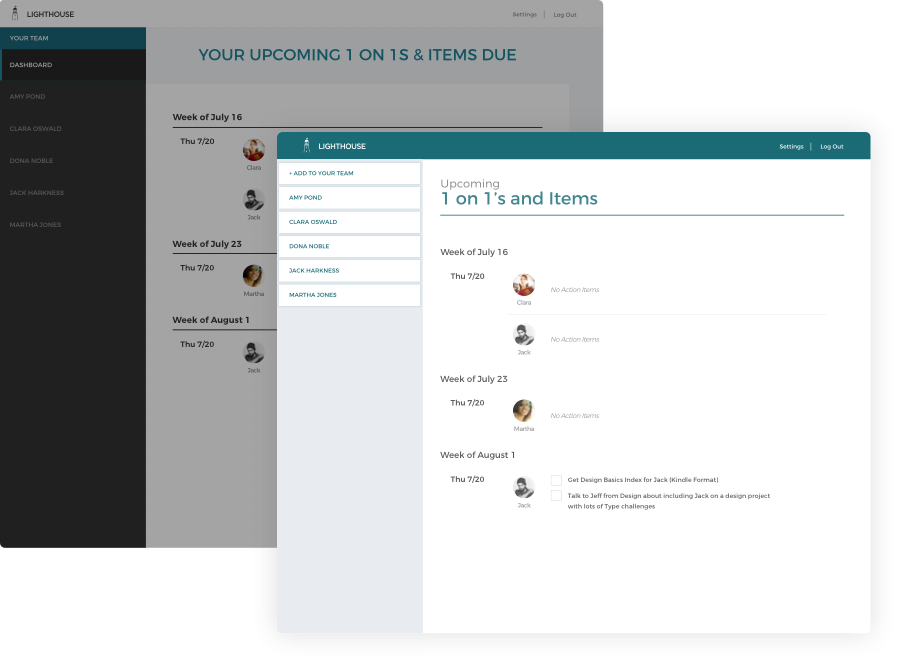 LIGHTHOUSE
Settings | Log Out
YOUR TEAM
DASHBOARD
AMY POND
CLARA OSWALD
DONA NOBLE
JACK HARKNESS
MARTHA JONES
YOUR UPCOMING 1 ON 1S & ITEMS DUE
Week of July 16
Thu 7/20
Clara
Jack
Week of July 23
Thu 7/20
Martha
Week of August 1
Thu 7/20
Jack
LIGHTHOUSE
Settings | Log Out
+ ADD TO YOUR TEAM
AMY POND
CLARA OSWALD
DONA NOBLE
JACK HARKNESS
MARTHA JONES
Upcoming
1 on 1's and Items
Week of July 16
Thu 7/20
Clara
No Action Items
Jack
No Action Items
Week of July 23
Thu 7/20
Martha
No Action Items
Week of August 1
Thu 7/20
Jack
Get Design Basics Index for Jack (Kindle Format)
Talk to Jeff from Design about including Jack on a design project
with lots of Type challenges